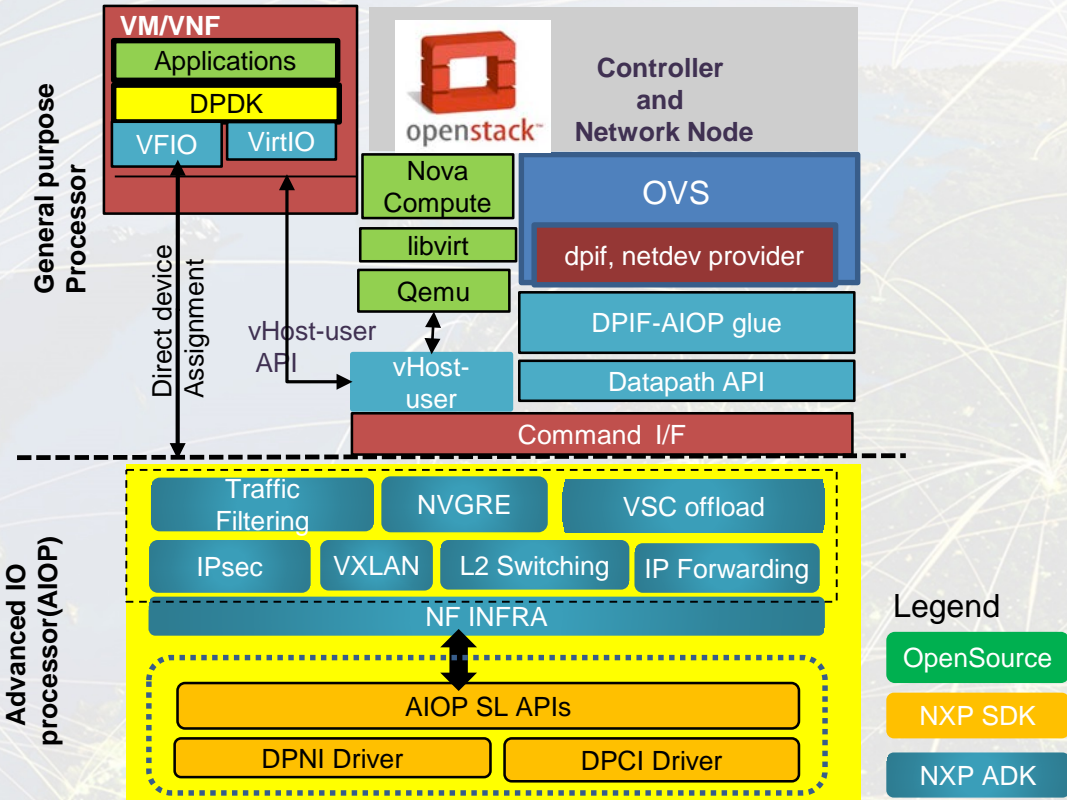 VM/VNF
Applications
DPDK
VFIO
VirtIO
openstack™
Controller
and
Network Node
General purpose
Processor
Nova
Compute
libvirt
Qemu
OVS
dpif, netdev provider
DPIF-AIOP glue
Datapath API
Direct device
Assignment
vHost-user
API
vHost-
user
Command I/F
Advanced IO
processor(AIOP)
Traffic
Filtering
NVGRE
VSC offload
IPsec
VXLAN
L2 Switching
IP Forwarding
NF INFRA
AIOP SL APIs
DPNI Driver
DPCI Driver
Legend
OpenSource
NXP SDK
NXP ADK